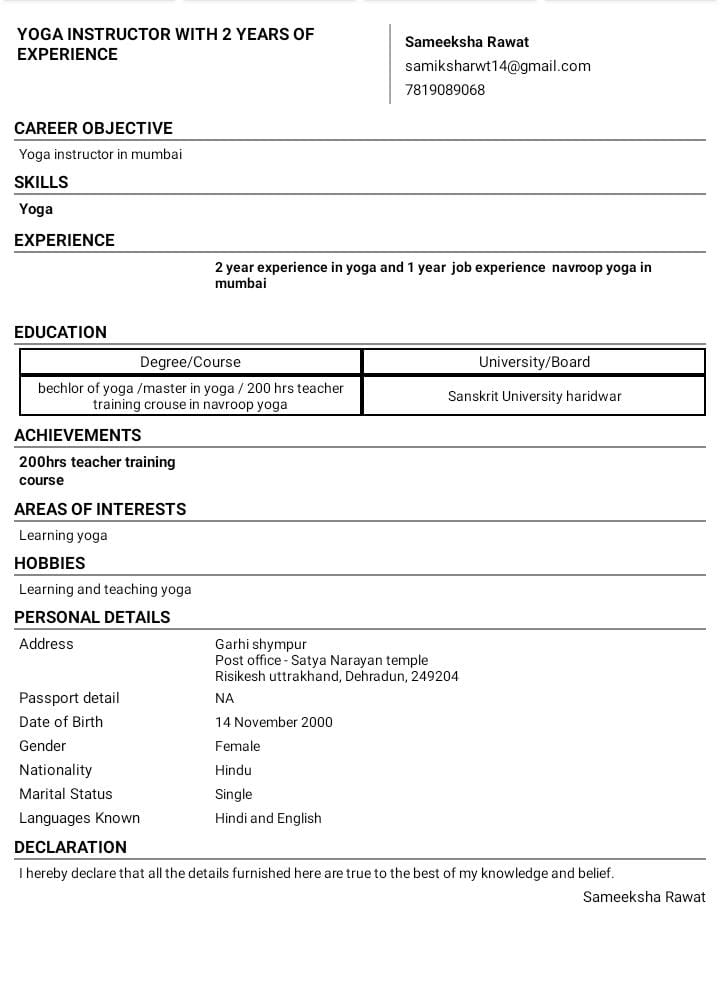 YOGA INSTRUCTOR WITH 2 YEARS OF
EXPERIENCE
Sameeksha Rawat
samiksharwt14@gmail.com
7819089068
CAREER OBJECTIVE
Yoga instructor in mumbai
SKILLS
Yoga
EXPERIENCE
2 year experience in yoga and 1 year job experience navroop yoga in
mumbai
EDUCATION
Degree/Course University/Board
bechlor of yoga /master in yoga / 200 hrs teacher
training crouse in navroop yoga
Sanskrit University haridwar
ACHIEVEMENTS
200hrs teacher training
course
AREAS OF INTERESTS
Learning yoga
HOBBIES
Learning and teaching yoga
PERSONAL DETAILS
Address Garhi shympur
Post office - Satya Narayan temple
Risikesh uttrakhand, Dehradun, 249204
Passport detail NA
Date of Birth 14 November 2000
Gender Female
Nationality Hindu
Marital Status Single
Languages Known Hindi and English
DECLARATION
I hereby declare that all the details furnished here are true to the best of my knowledge and belief.
Sameeksha Rawat